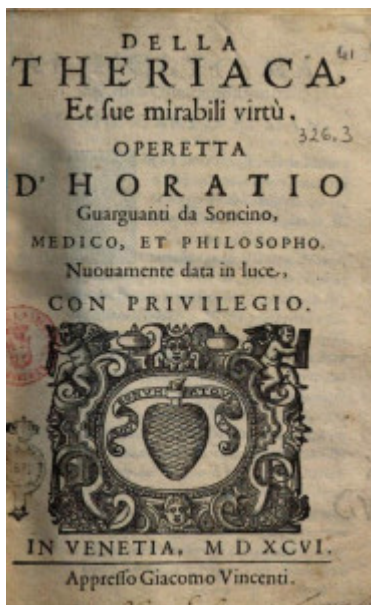 DELLA
THERIACA,
Et ſue mirabili virtù.
OPERETTA
D'HORATIO
Guarguanti da Soncino,
MEDICO, ET PHILOSOPHO.
Nuouamente data in luce,
CON PRIVILEGIO.
IN VENETIA, M D XCVI.
Appreſſo Giacomo Vincenti.
41
326.3